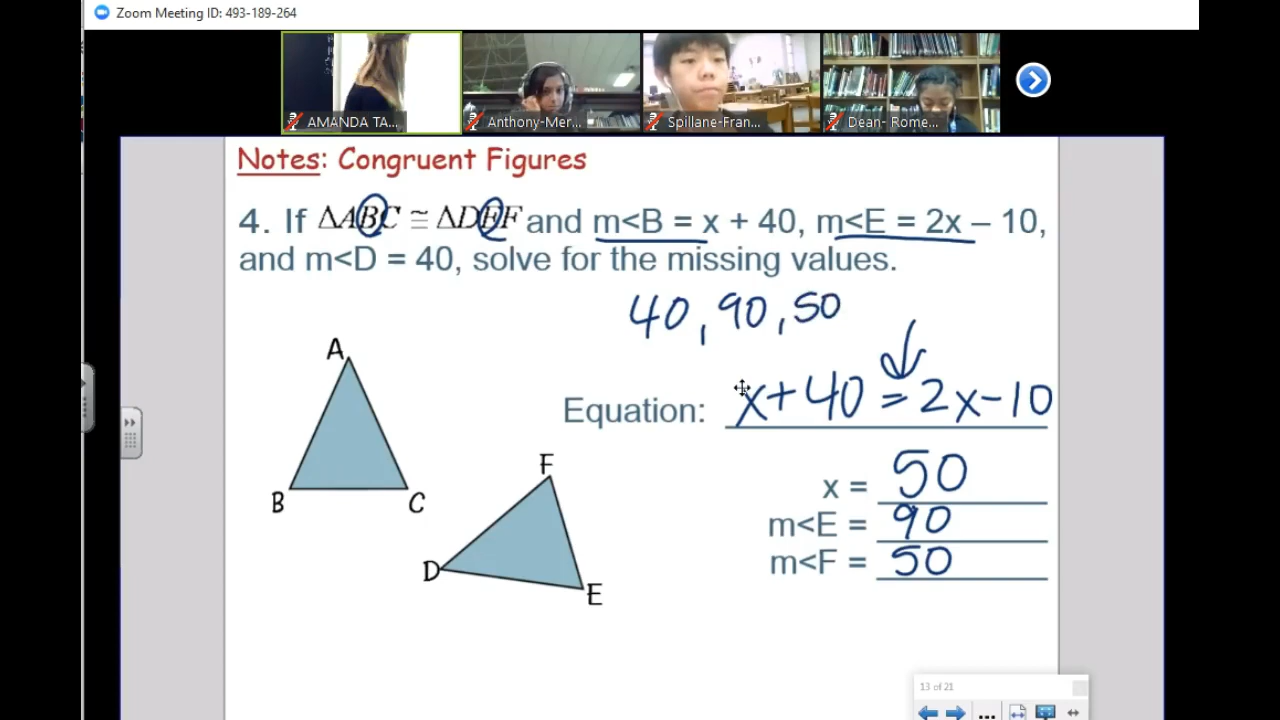 Zoom Meeting ID: 493-189-264
AMANDA TA...
Anthony-Mer...
Spillane-Fran...
Dean- Rome...
Notes: Congruent Figures
4. If ΔABC ≅ ΔDEF and m<B = x + 40, m<E = 2x – 10,
and m<D = 40, solve for the missing values.
40, 90, 50
A
B
C
F
D
E
Equation: x+40=2x-10
x = 50
m<E = 90
m<F = 50
13 of 21
...